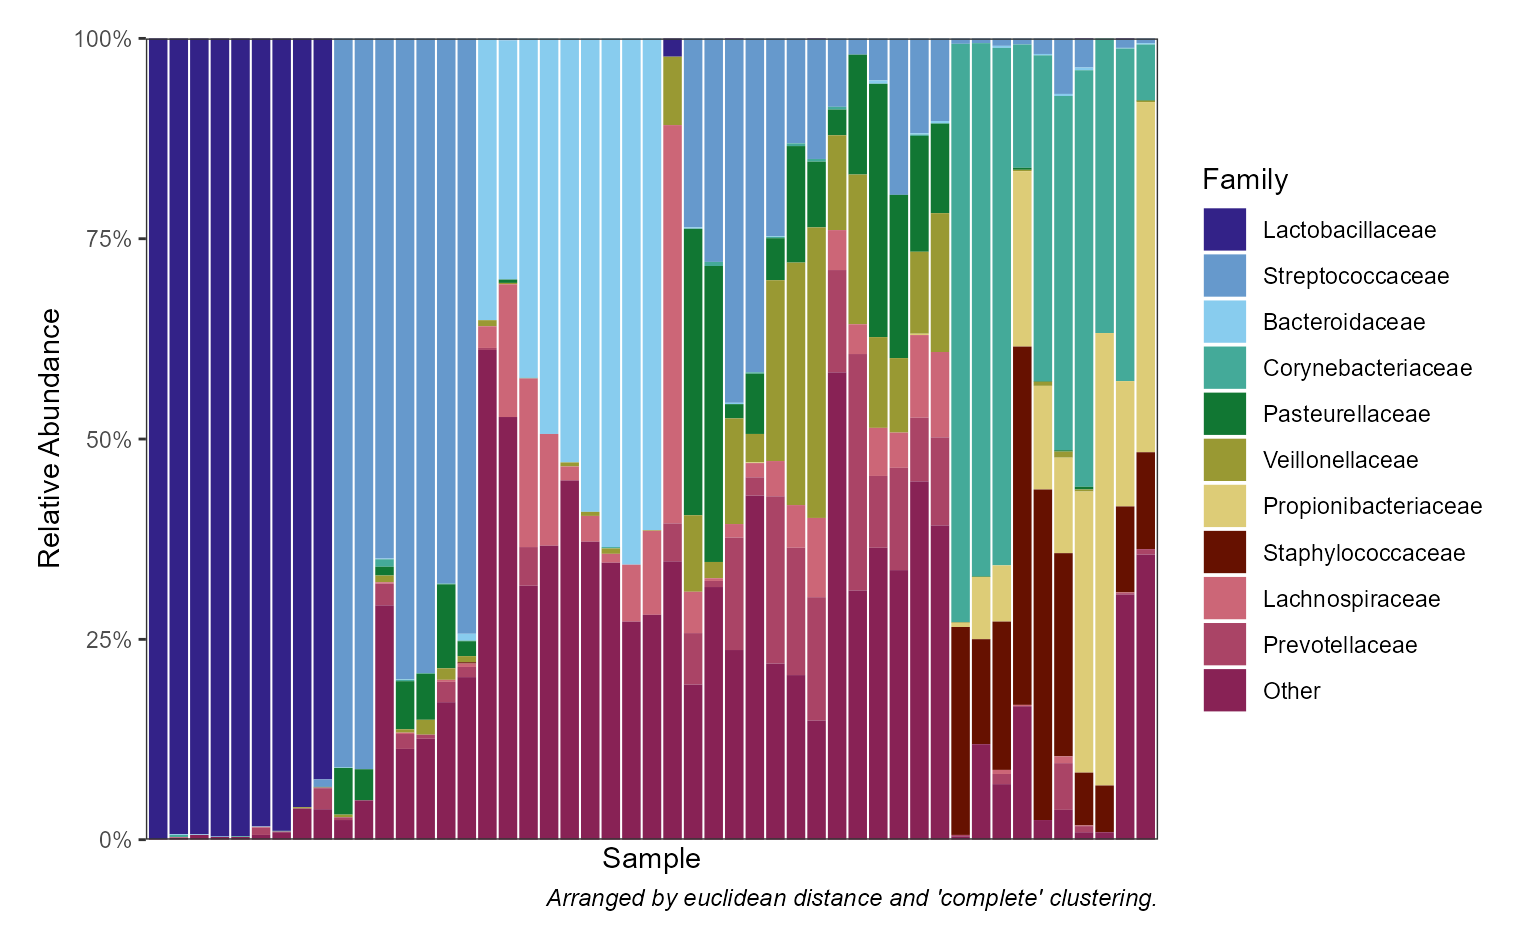 100%
75%
50%
25%
0%
Relative Abundance
Sample
Arranged by euclidean distance and 'complete' clustering.
Family
Lactobacillaceae
Streptococcaceae
Bacteroidaceae
Corynebacteriaceae
Pasteurellaceae
Veillonellaceae
Propionibacteriaceae
Staphylococcaceae
Lachnospiraceae
Prevotellaceae
Other